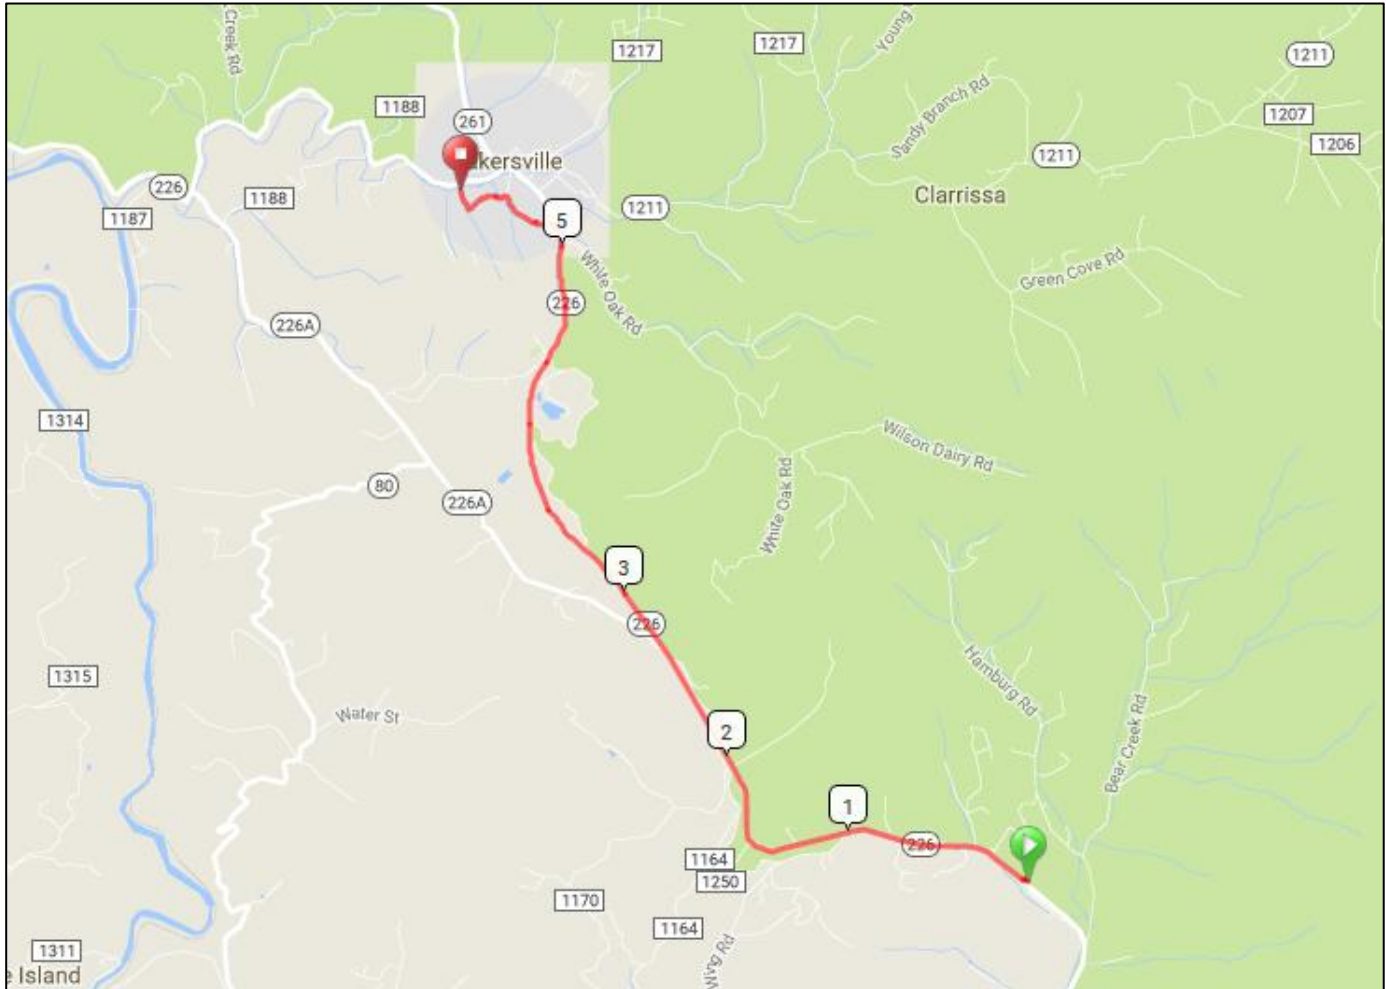 Creek Rd
1217
1217
Young
1211
1188
261
Sandy Branch Rd
1207
1206
kersville
1211
226
1188
Clarrissa
1187
1211
5
White Oak Rd
Green Cove Rd
226
226A
1314
Wilson Dairy Rd
80
226A
White Oak Rd
3
226
Hamburg Rd
1315
Water St
Bear Creek Rd
2
1
226
1164
1250
1170
1164
Wing Rd
1311
e Island